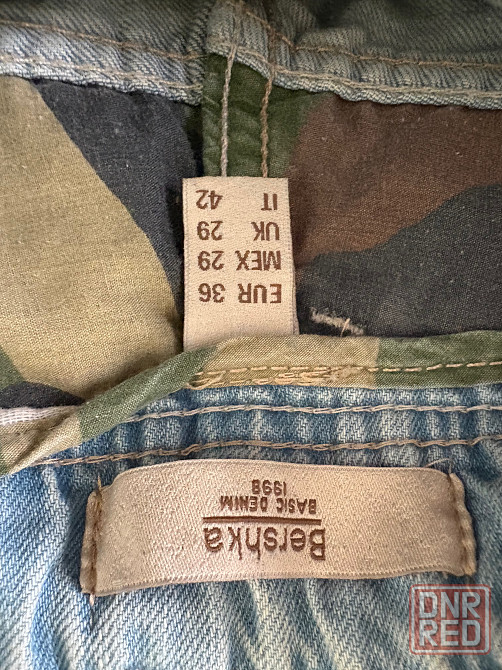 EUR 36
MEX 29
UK 29
IT 42
Bershka
BASIC DENIM
1998
DNR
RED